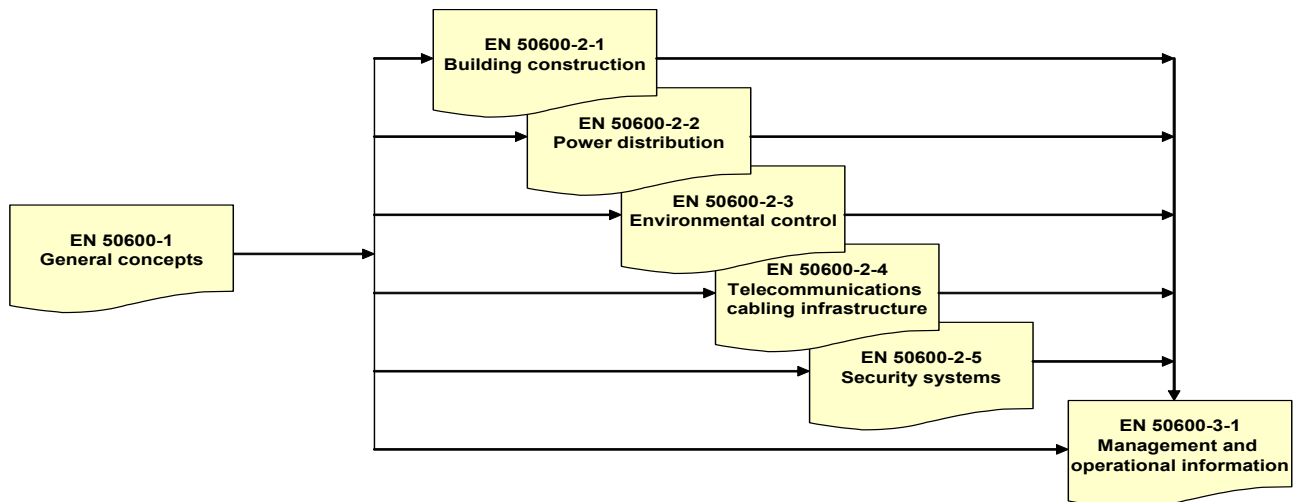 EN 50600-2-1
Building construction
EN 50600-2-2
Power distribution
EN 50600-2-3
Environmental control
EN 50600-1
General concepts
EN 50600-2-4
Telecommunications
cabling infrastructure
EN 50600-2-5
Security systems
EN 50600-3-1
Management and
operational information